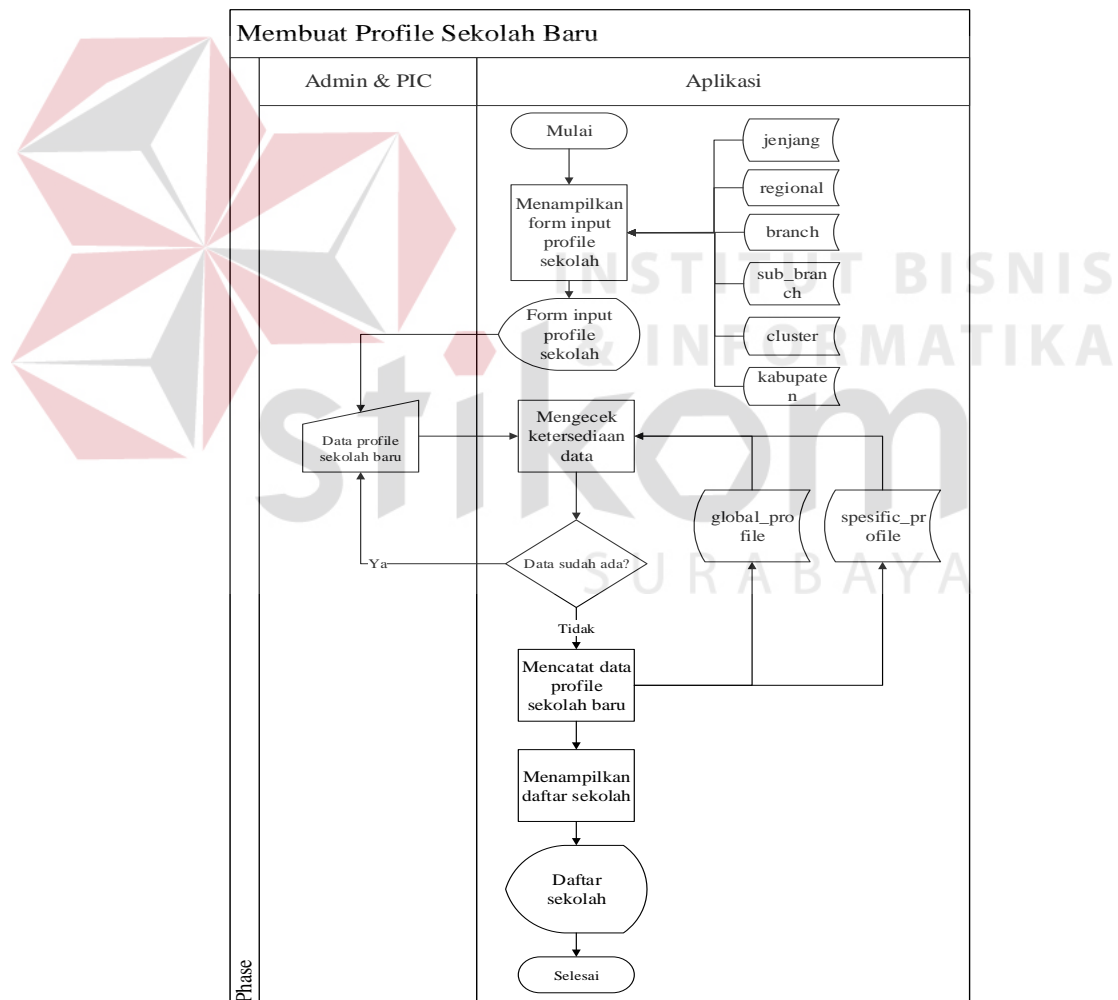 Membuat Profile Sekolah Baru
Admin & PIC
Aplikasi
Mulai
jenjang
regional
branch
sub_bran
ch
cluster
kabupate
n
Menampilkan
form input
profile
sekolah
Form input
profile
sekolah
Data profile
sekolah baru
Mengecek
ketersediaan
data
global_pro
file
spesific_pr
ofile
Data sudah ada?
Ya
Tidak
Mencatat data
profile
sekolah baru
Menampilkan
daftar sekolah
Daftar
sekolah
Selesai
Phase
INSTITUT BISNIS
& INFORMATIKA
stikom
SURABAYA